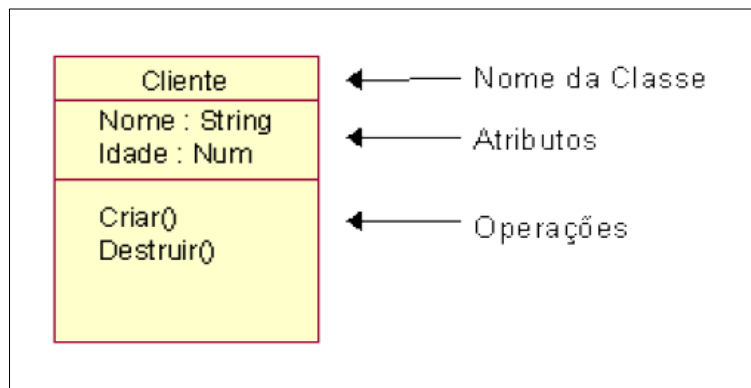 Cliente
Nome da Classe
Nome : String
Idade : Num
Atributos
Criar()
Destruir()
Operações